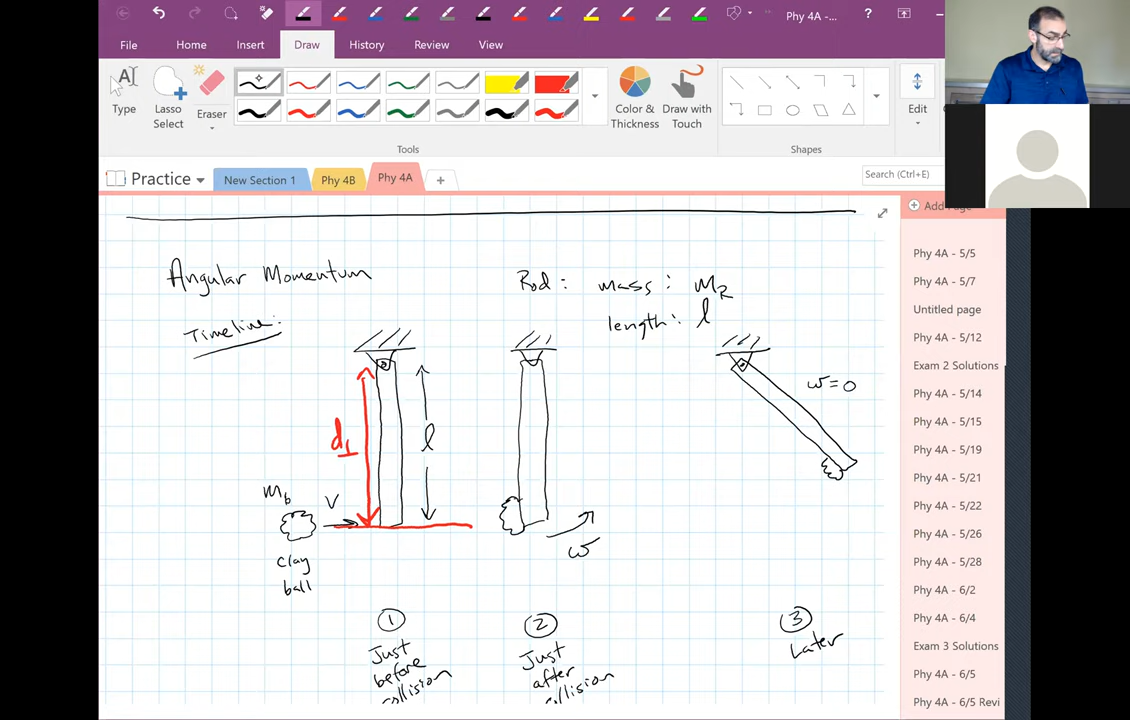 Phy 4A -...
?
File
Home
Insert
Draw
History
Review
View
Type
Lasso
Select
Eraser
Color &
Thickness
Draw with
Touch
Edit
Tools
Shapes
Practice
New Section 1
Phy 4B
Phy 4A
+
Search (Ctrl+E)
Add Page
Phy 4A - 5/5
Phy 4A - 5/7
Untitled page
Phy 4A - 5/12
Exam 2 Solutions
Phy 4A - 5/14
Phy 4A - 5/15
Phy 4A - 5/19
Phy 4A - 5/21
Phy 4A - 5/22
Phy 4A - 5/26
Phy 4A - 5/28
Phy 4A - 6/2
Phy 4A - 6/4
Exam 3 Solutions
Phy 4A - 6/5
Phy 4A - 6/5 Revi
Angular Momentum
Rod: mass: m_R
length: l
Timeline:
ω = 0
d⊥
l
m_b
v
clay
ball
ω
① Just
before
collision
② Just
after
collision
③ Later